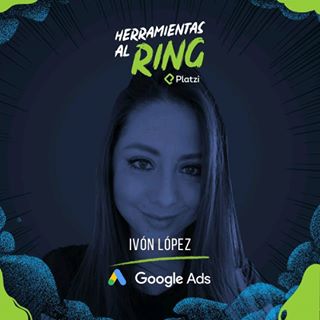 HERRAMIENTAS
AL RING
Platzi
IVÓN LÓPEZ
Google Ads